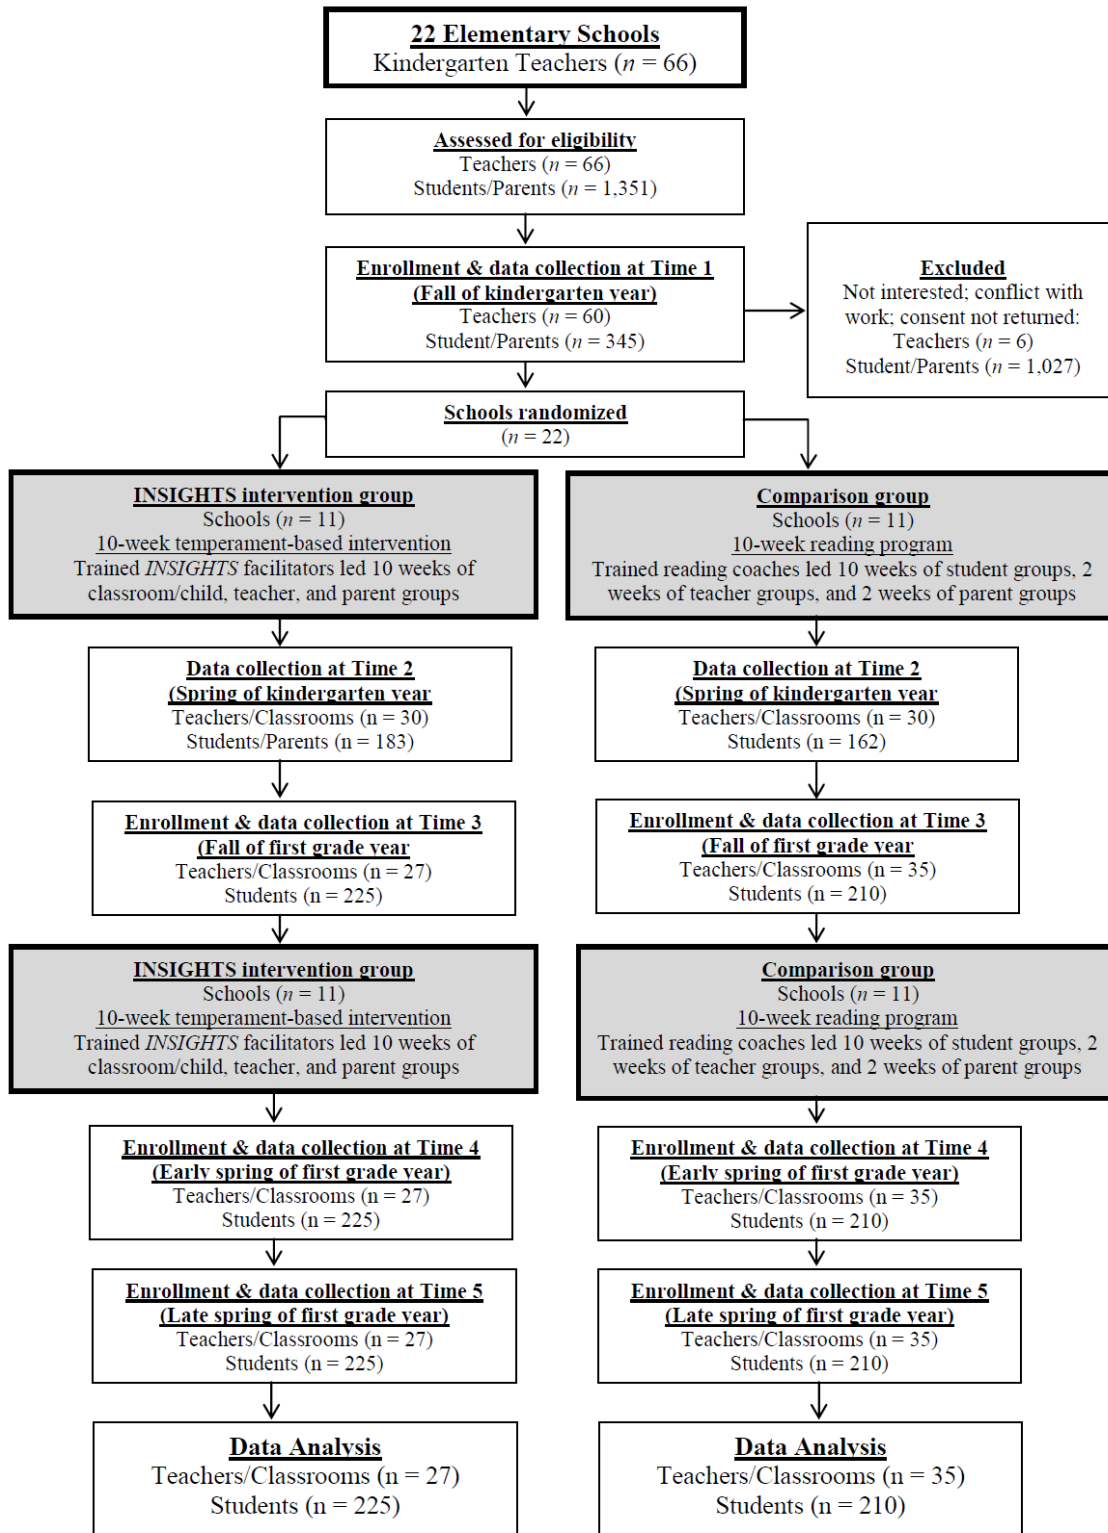 22 Elementary Schools
Kindergarten Teachers (n = 66)
Assessed for eligibility
Teachers (n = 66)
Students/Parents (n = 1,351)
Enrollment & data collection at Time 1
(Fall of kindergarten year)
Teachers (n = 60)
Student/Parents (n = 345)
Excluded
Not interested; conflict with
work; consent not returned:
Teachers (n = 6)
Student/Parents (n = 1,027)
Schools randomized
(n = 22)
INSIGHTS intervention group
Schools (n = 11)
10-week temperament-based intervention
Trained INSIGHTS facilitators led 10 weeks of
classroom/child, teacher, and parent groups
Comparison group
Schools (n = 11)
10-week reading program
Trained reading coaches led 10 weeks of student groups, 2
weeks of teacher groups, and 2 weeks of parent groups
Data collection at Time 2
(Spring of kindergarten year
Teachers/Classrooms (n = 30)
Students/Parents (n = 183)
Data collection at Time 2
(Spring of kindergarten year
Teachers/Classrooms (n = 30)
Students (n = 162)
Enrollment & data collection at Time 3
(Fall of first grade year
Teachers/Classrooms (n = 27)
Students (n = 225)
Enrollment & data collection at Time 3
(Fall of first grade year
Teachers/Classrooms (n = 35)
Students (n = 210)
INSIGHTS intervention group
Schools (n = 11)
10-week temperament-based intervention
Trained INSIGHTS facilitators led 10 weeks of
classroom/child, teacher, and parent groups
Comparison group
Schools (n = 11)
10-week reading program
Trained reading coaches led 10 weeks of student groups, 2
weeks of teacher groups, and 2 weeks of parent groups
Enrollment & data collection at Time 4
(Early spring of first grade year)
Teachers/Classrooms (n = 27)
Students (n = 225)
Enrollment & data collection at Time 4
(Early spring of first grade year)
Teachers/Classrooms (n = 35)
Students (n = 210)
Enrollment & data collection at Time 5
(Late spring of first grade year)
Teachers/Classrooms (n = 27)
Students (n = 225)
Enrollment & data collection at Time 5
(Late spring of first grade year)
Teachers/Classrooms (n = 35)
Students (n = 210)
Data Analysis
Teachers/Classrooms (n = 27)
Students (n = 225)
Data Analysis
Teachers/Classrooms (n = 35)
Students (n = 210)